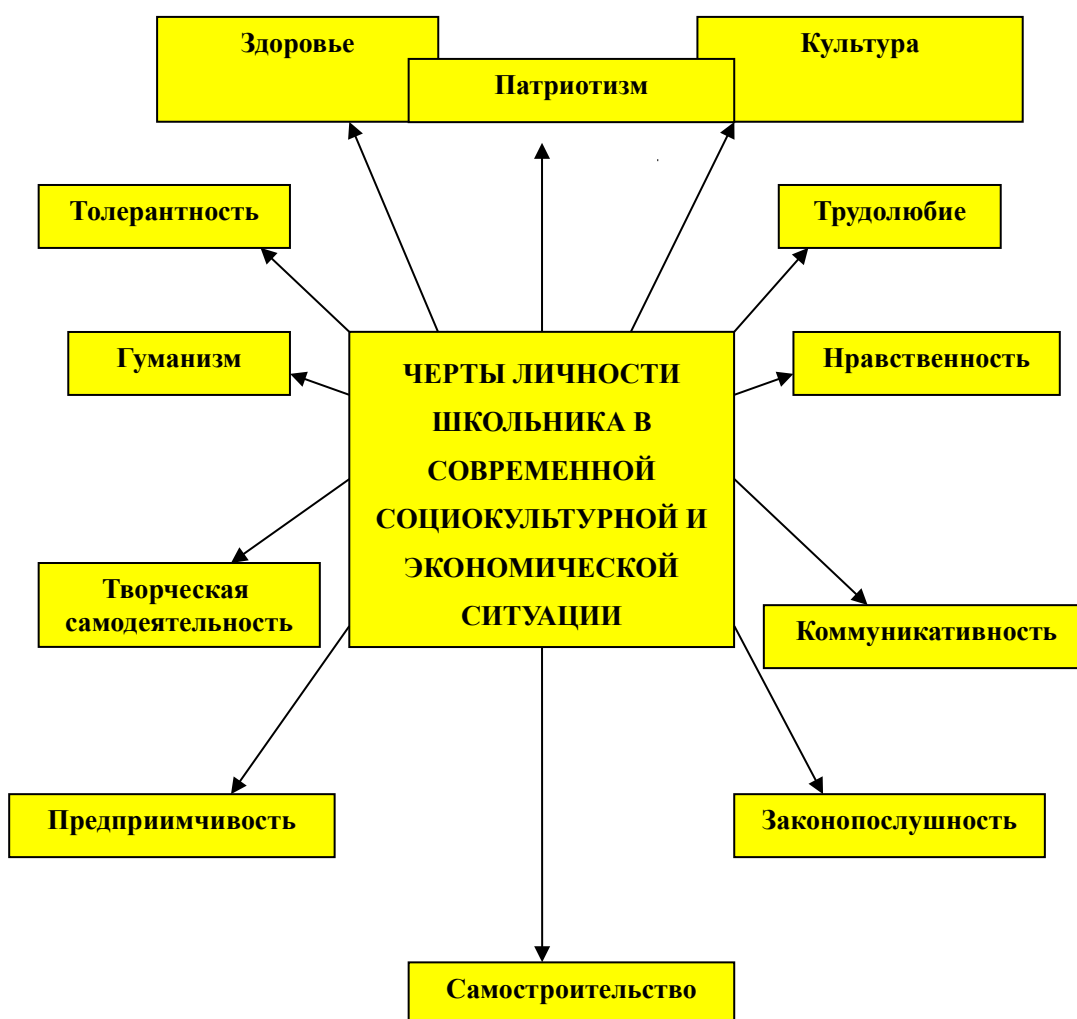 Здоровье
Культура
Патриотизм
Толерантность
Трудолюбие
Гуманизм
Нравственность
ЧЕРТЫ ЛИЧНОСТИ
ШКОЛЬНИКА В
СОВРЕМЕННОЙ
СОЦИОКУЛЬТУРНОЙ И
ЭКОНОМИЧЕСКОЙ
СИТУАЦИИ
Творческая
самодеятельность
Коммуникативность
Предприимчивость
Законопослушность
Самостроительство